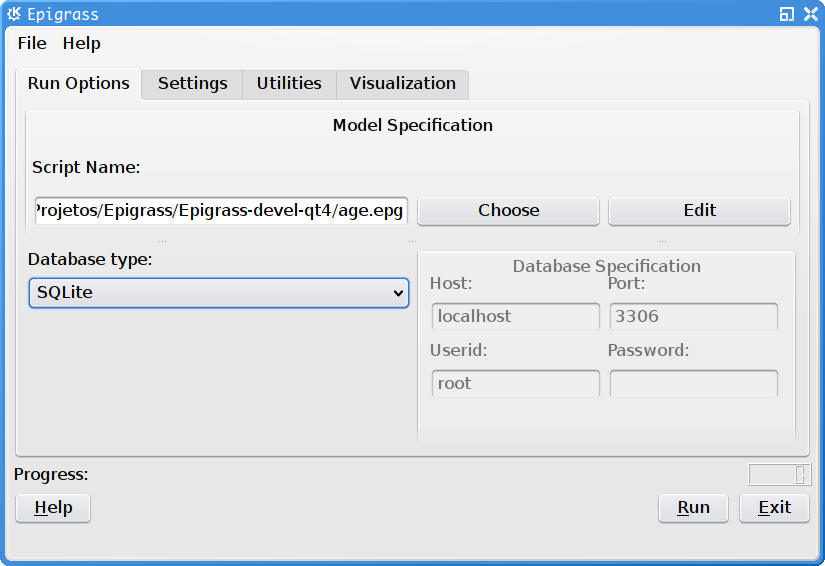 Epigrass
File Help
Run Options Settings Utilities Visualization
Model Specification
Script Name:
Projetos/Epigrass/Epigrass-devel-qt4/age.epg Choose Edit
Database type:
SQLite
Database Specification
Host: Port:
localhost 3306
Userid: Password:
root
Progress:
Help Run Exit